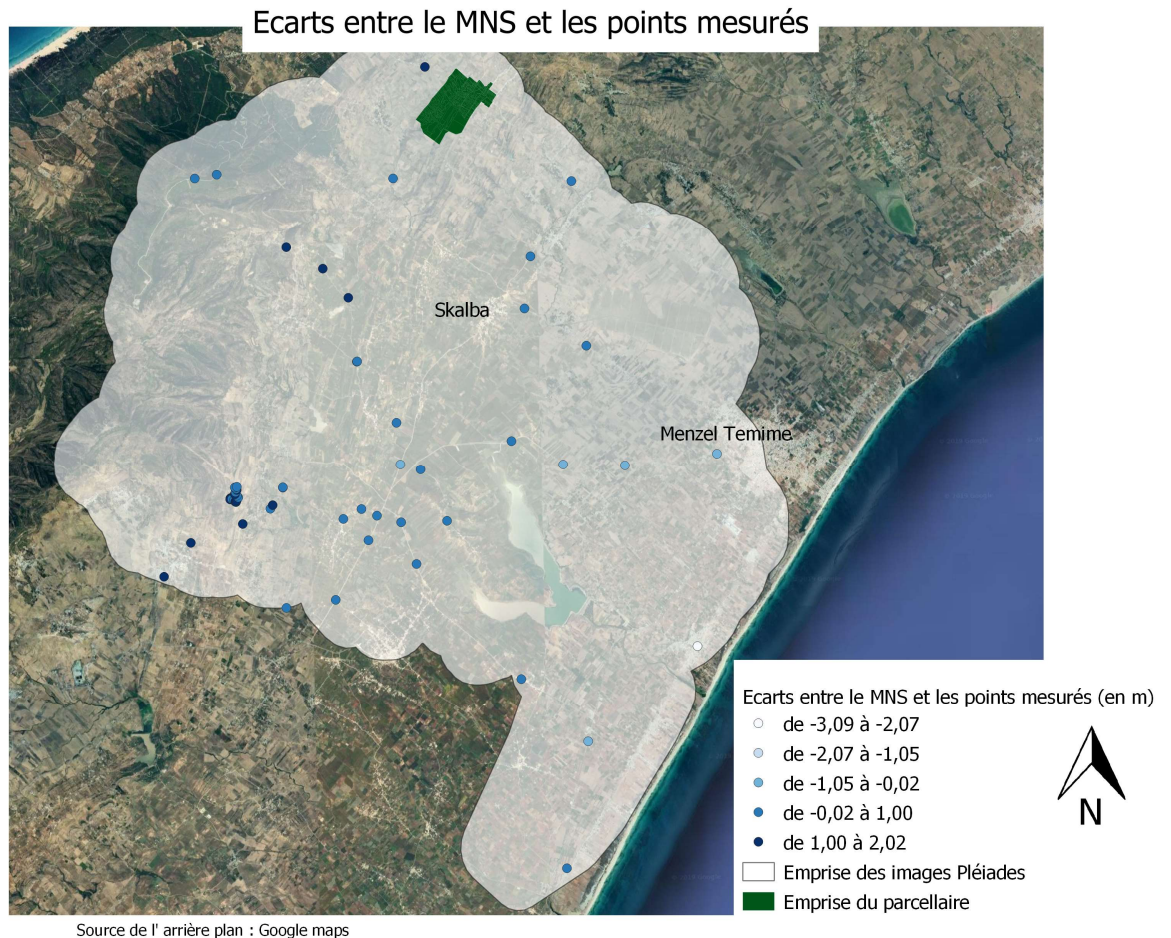 Ecarts entre le MNS et les points mesurés
Skalba
Menzel Temime
Ecarts entre le MNS et les points mesurés (en m)
de -3,09 à -2,07
de -2,07 à -1,05
de -1,05 à -0,02
de -0,02 à 1,00
de 1,00 à 2,02
Emprise des images Pléiades
Emprise du parcellaire
N
Source de l' arrière plan : Google maps